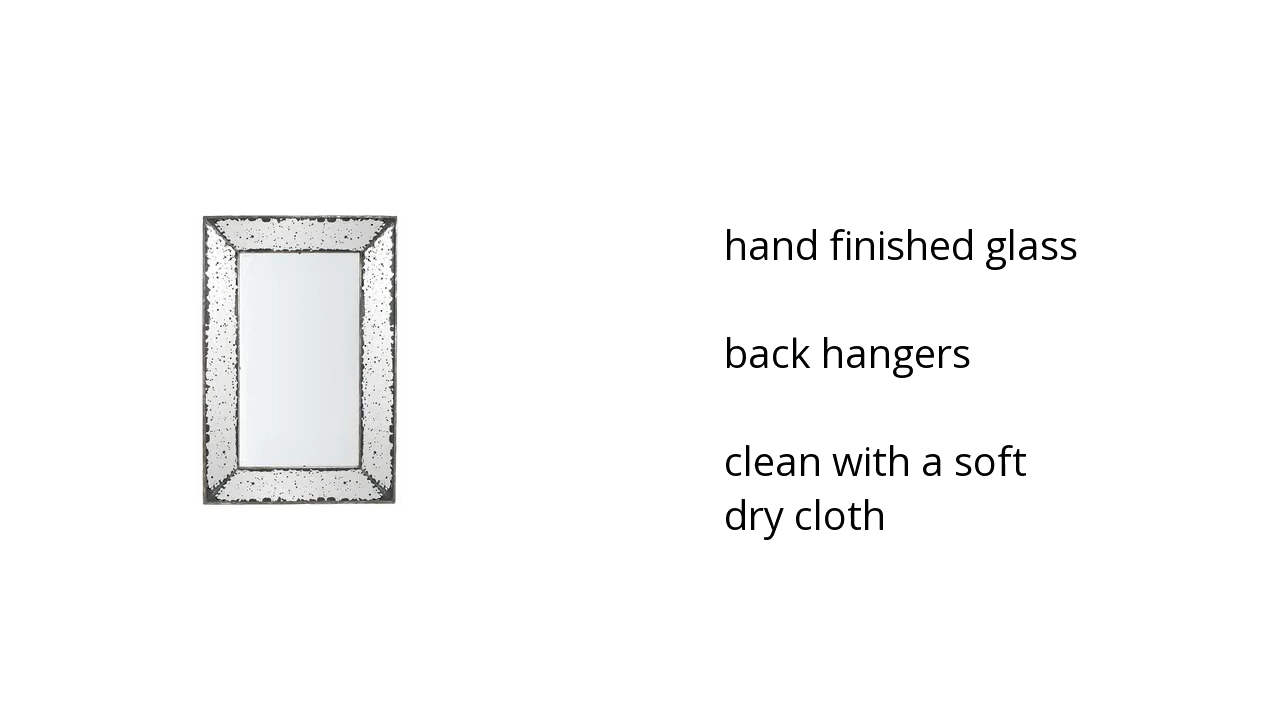 hand finished glass
back hangers
clean with a soft
dry cloth